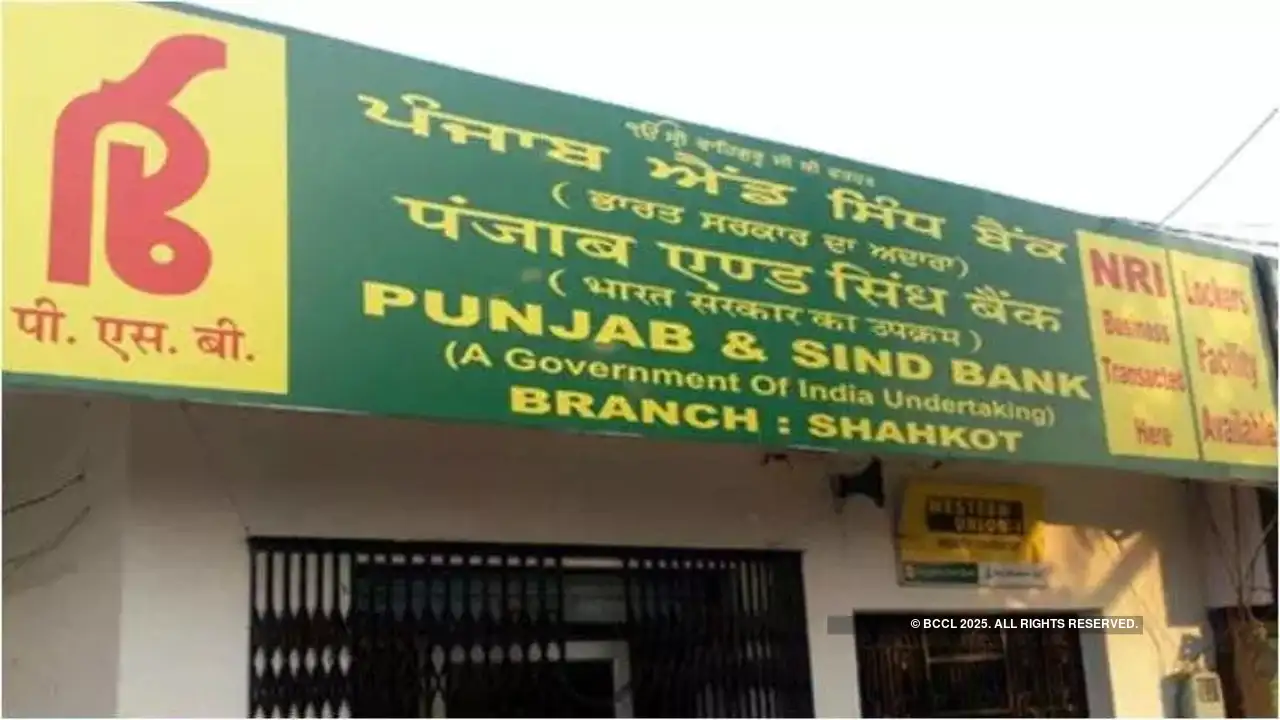 ੴ ਸ੍ਰੀ ਵਾਹਿਗੁਰੂ ਜੀ ਕੀ ਫਤਹਿ
ਪੰਜਾਬ ਐਂਡ ਸਿੰਧ ਬੈਂਕ
( ਭਾਰਤ ਸਰਕਾਰ ਦਾ ਅਦਾਰਾ)
पंजाब एण्ड सिंध बैंक
( भारत सरकार का उपक्रम )
PUNJAB & SIND BANK
(A Government Of India Undertaking)
BRANCH : SHAHKOT
पी. एस. बी.
NRI
Business
Transacted
Here
Lockers
Facility
Available
WESTERN
UNION
© BCCL 2025. ALL RIGHTS RESERVED.